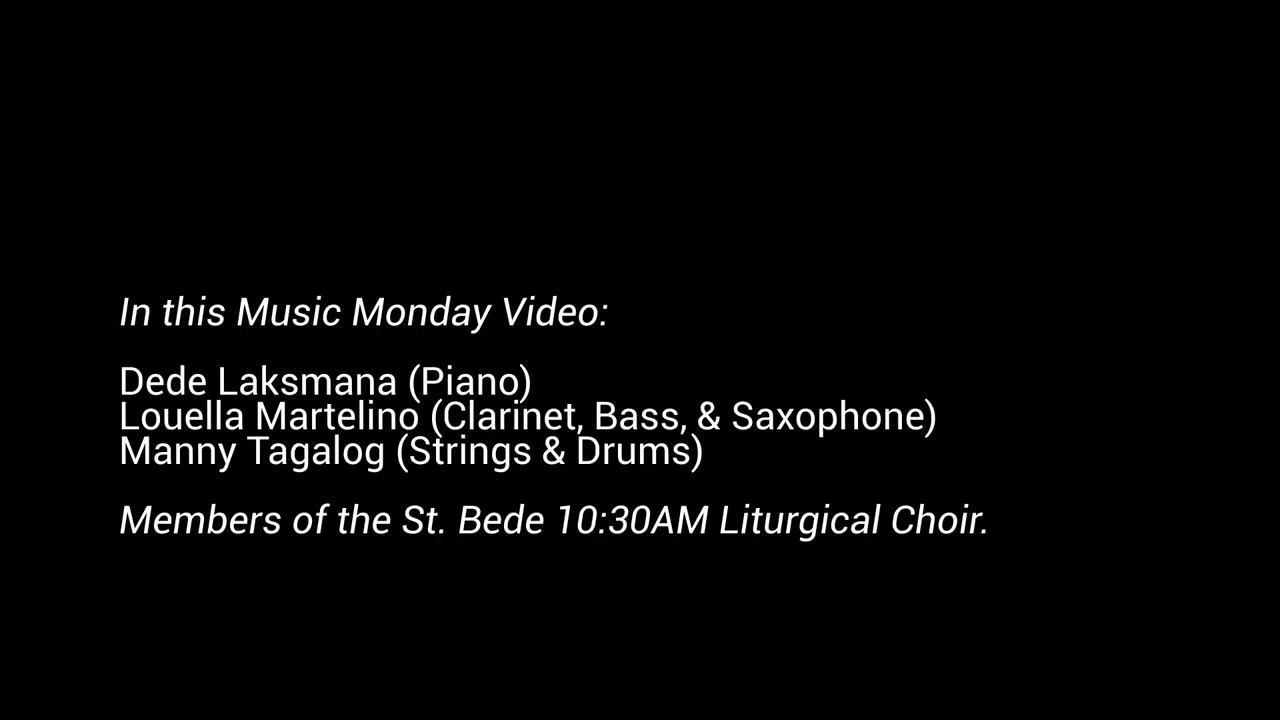 In this Music Monday Video:
Dede Laksmana (Piano)
Louella Martelino (Clarinet, Bass, & Saxophone)
Manny Tagalog (Strings & Drums)
Members of the St. Bede 10:30AM Liturgical Choir.